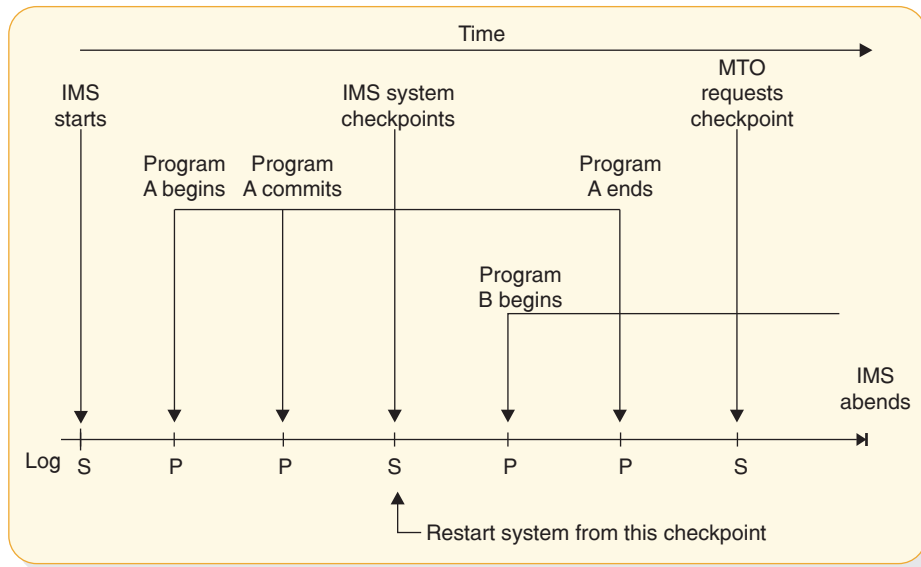 Time
IMS
starts
IMS system
checkpoints
MTO
requests
checkpoint
Program
A begins
Program
A commits
Program
A ends
Program
B begins
IMS
abends
Log
S
P
P
S
P
P
S
Restart system from this checkpoint